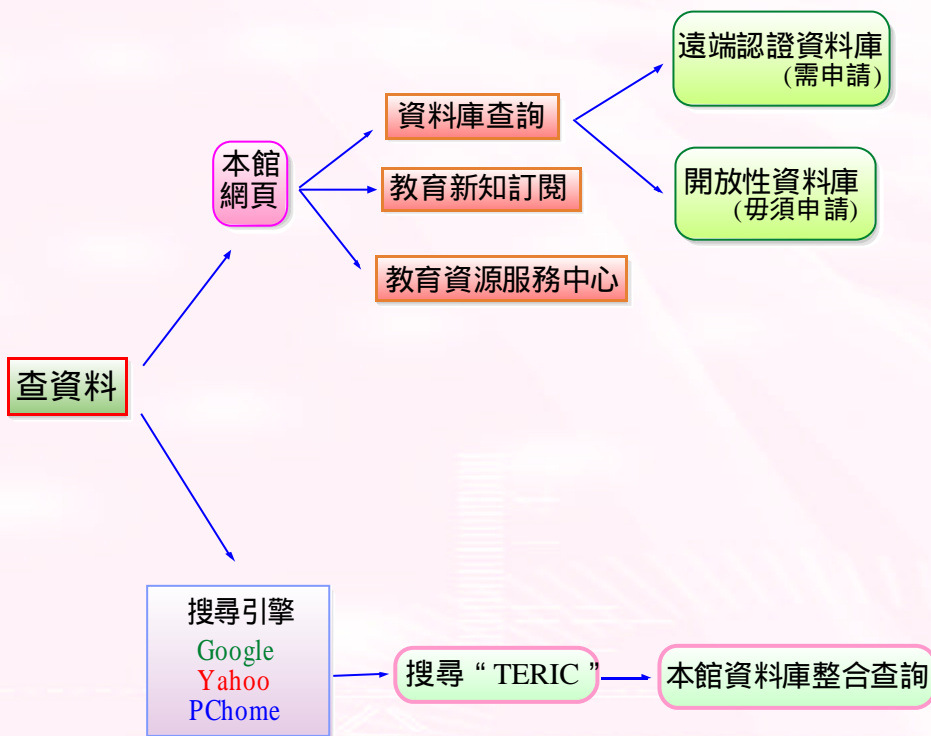 遠端認證資料庫
(需申請)
資料庫查詢
本館
網頁
教育新知訂閱
開放性資料庫
(毋須申請)
教育資源服務中心
查資料
搜尋引擎
Google
Yahoo
PChome
搜尋 “ TERIC ”
本館資料庫整合查詢